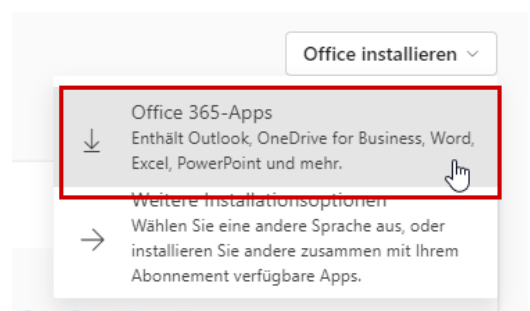 Office installieren
Office 365-Apps
Enthält Outlook, OneDrive for Business, Word,
Excel, PowerPoint und mehr.
Weitere Installationsoptionen
Wählen Sie eine andere Sprache aus, oder
installieren Sie andere zusammen mit Ihrem
Abonnement verfügbare Apps.